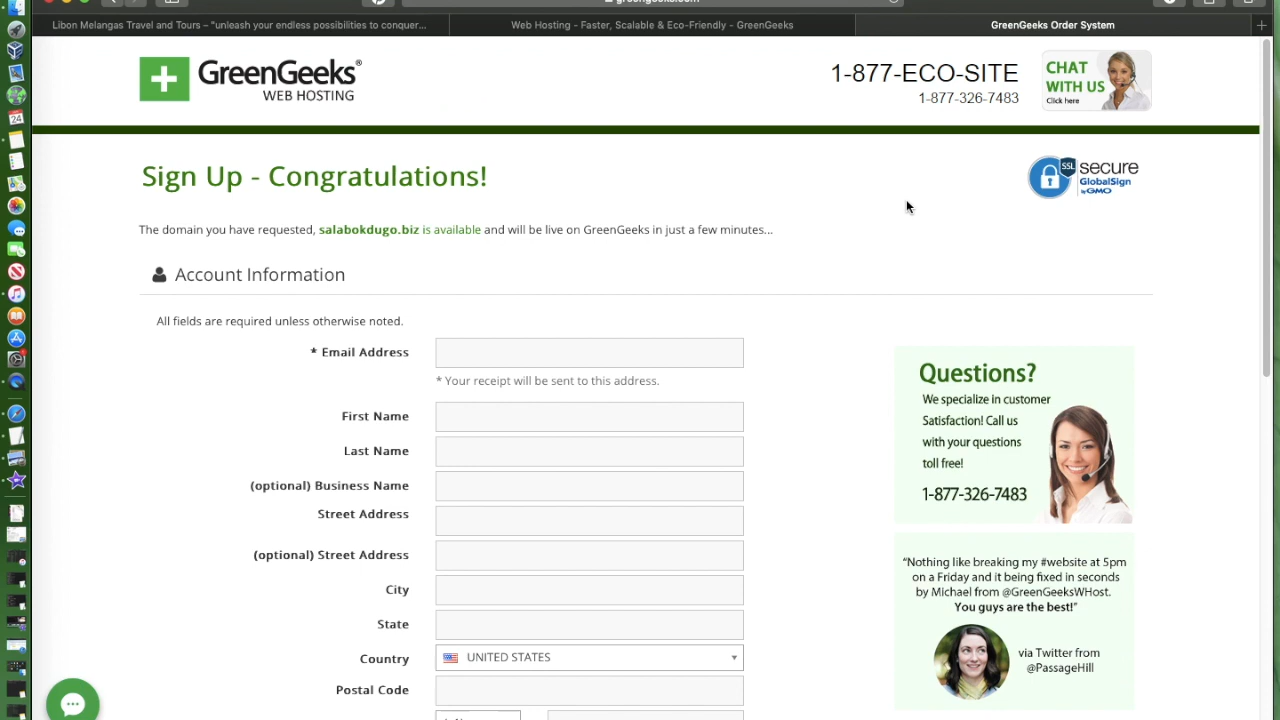 greengeeks.com
Libon Melangas Travel and Tours – "unleash your endless possibilities to conquer...
Web Hosting - Faster, Scalable & Eco-Friendly - GreenGeeks
GreenGeeks Order System
GreenGeeks®
WEB HOSTING
1-877-ECO-SITE
1-877-326-7483
CHAT
WITH US
Click here
Sign Up - Congratulations!
SSL
secure
GlobalSign
by GMO
The domain you have requested, salabokdugo.biz is available and will be live on GreenGeeks in just a few minutes...
Account Information
All fields are required unless otherwise noted.
* Email Address
* Your receipt will be sent to this address.
First Name
Last Name
(optional) Business Name
Street Address
(optional) Street Address
City
State
Country
UNITED STATES
Postal Code
Questions?
We specialize in customer
Satisfaction! Call us
with your questions
toll free!
1-877-326-7483
“Nothing like breaking my #website at 5pm
on a Friday and it being fixed in seconds
by Michael from @GreenGeeksWHost.
You guys are the best!”
via Twitter from
@PassageHill
24